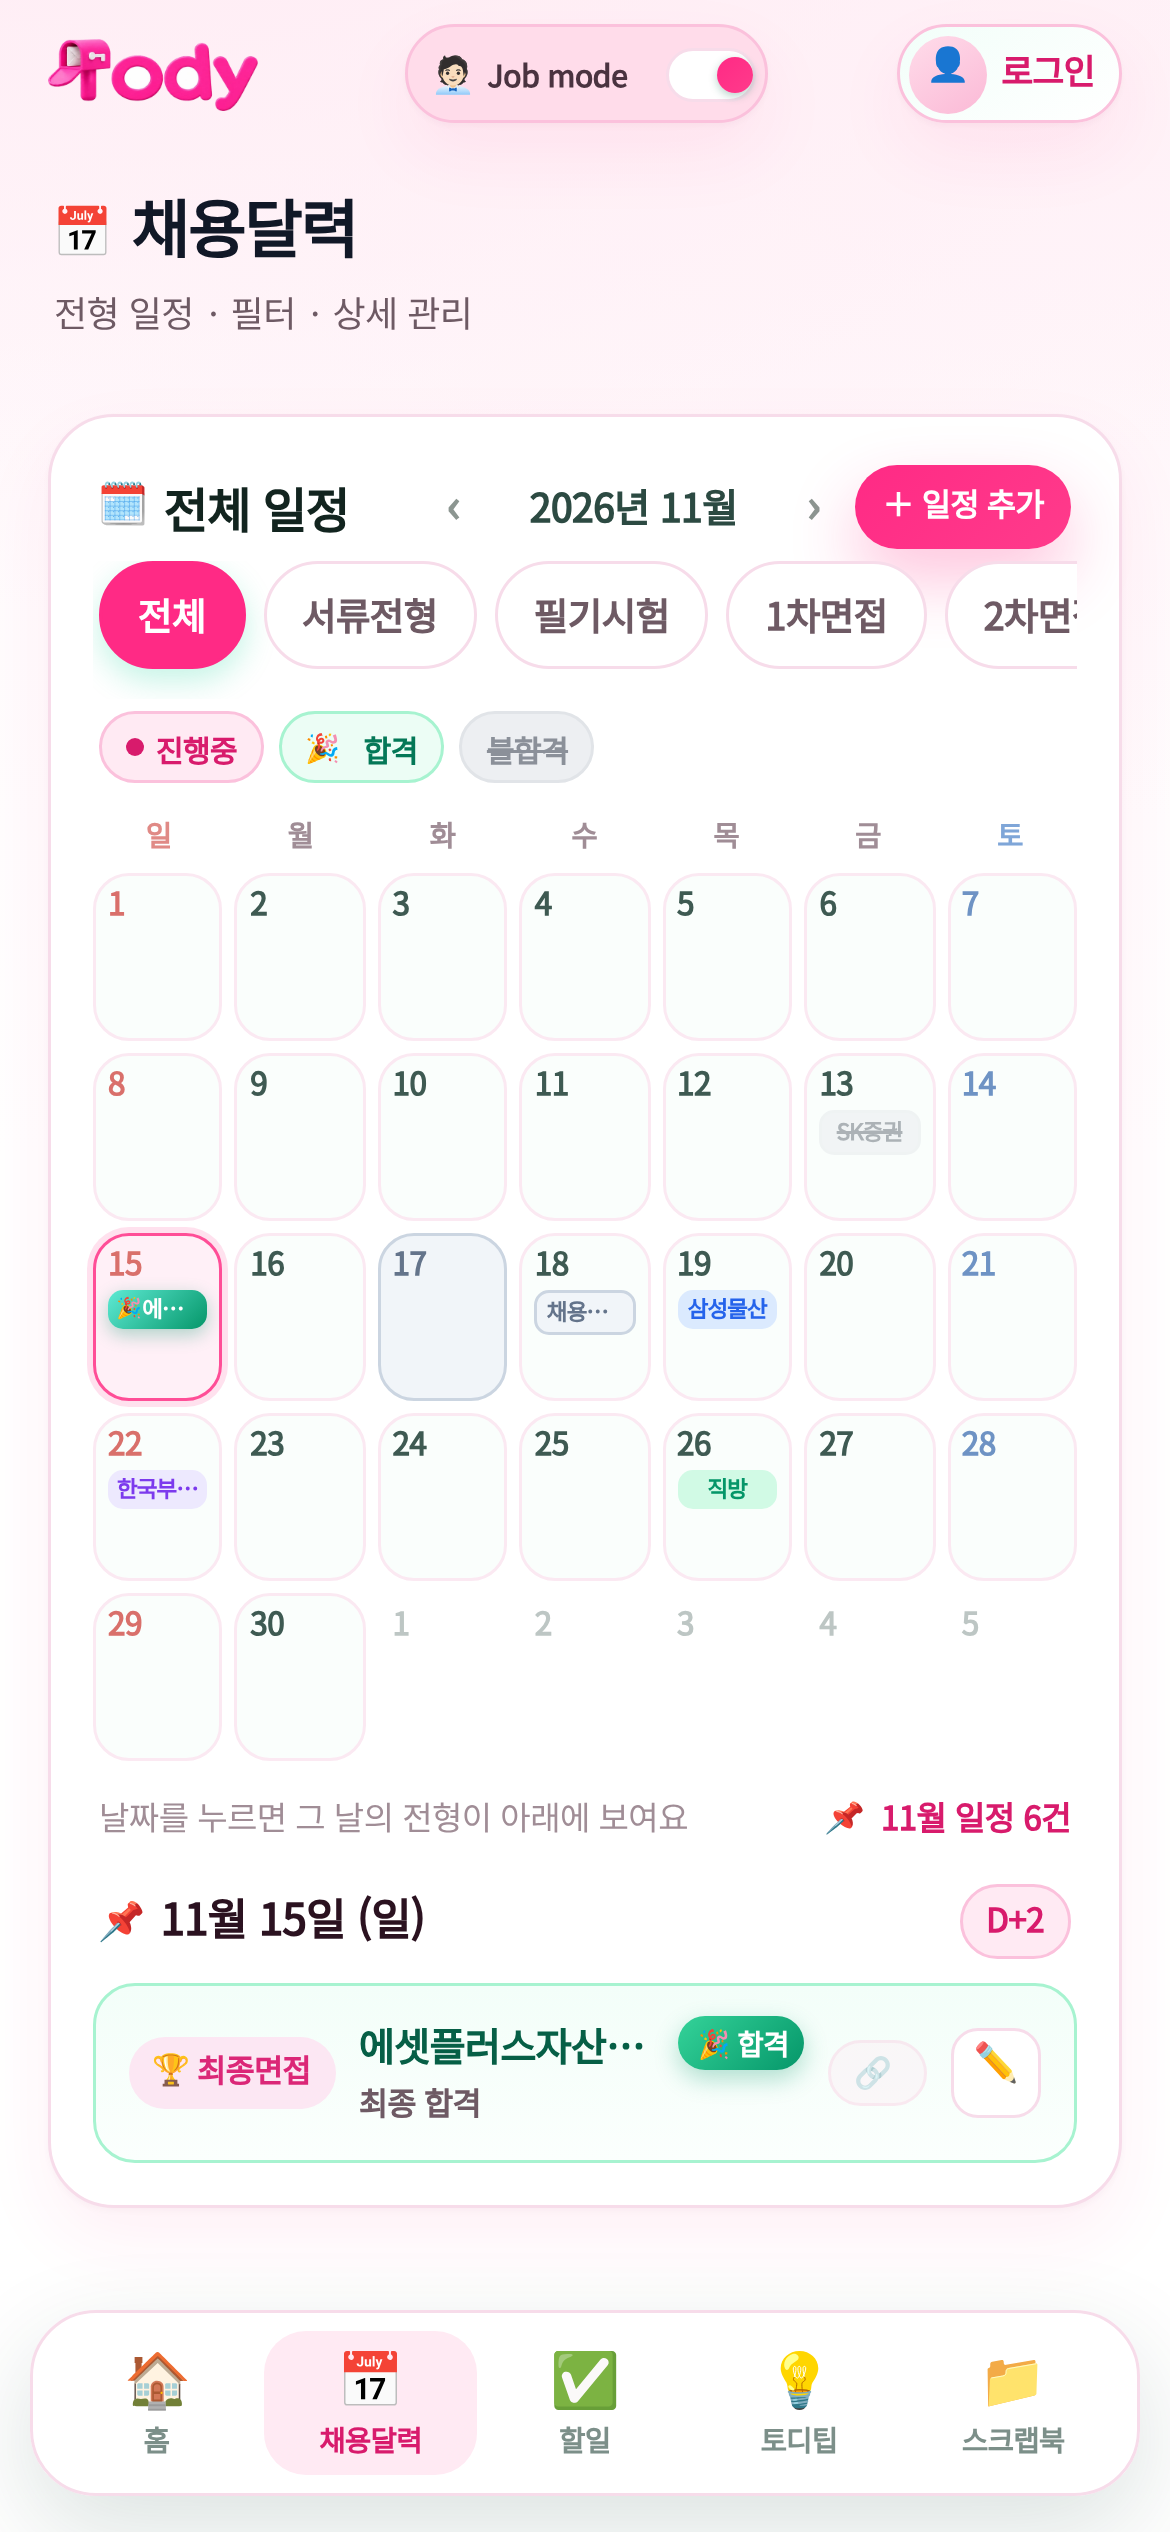 Tody
Job mode
로그인
July
17
채용달력
전형 일정 · 필터 · 상세 관리
전체 일정
‹ 2026년 11월 ›
+ 일정 추가
전체 서류전형 필기시험 1차면접 2차면
진행중 합격 불합격
일 월 화 수 목 금 토
1 2 3 4 5 6 7
8 9 10 11 12 13 14
SK증권
15 16 17 18 19 20 21
에··· 채용··· 삼성물산
22 23 24 25 26 27 28
한국부··· 직방
29 30 1 2 3 4 5
날짜를 누르면 그 날의 전형이 아래에 보여요
11월 일정 6건
11월 15일 (일)
D+2
최종면접
에셋플러스자산···
합격
최종 합격
July
17
홈 채용달력 할일 토디팁 스크랩북